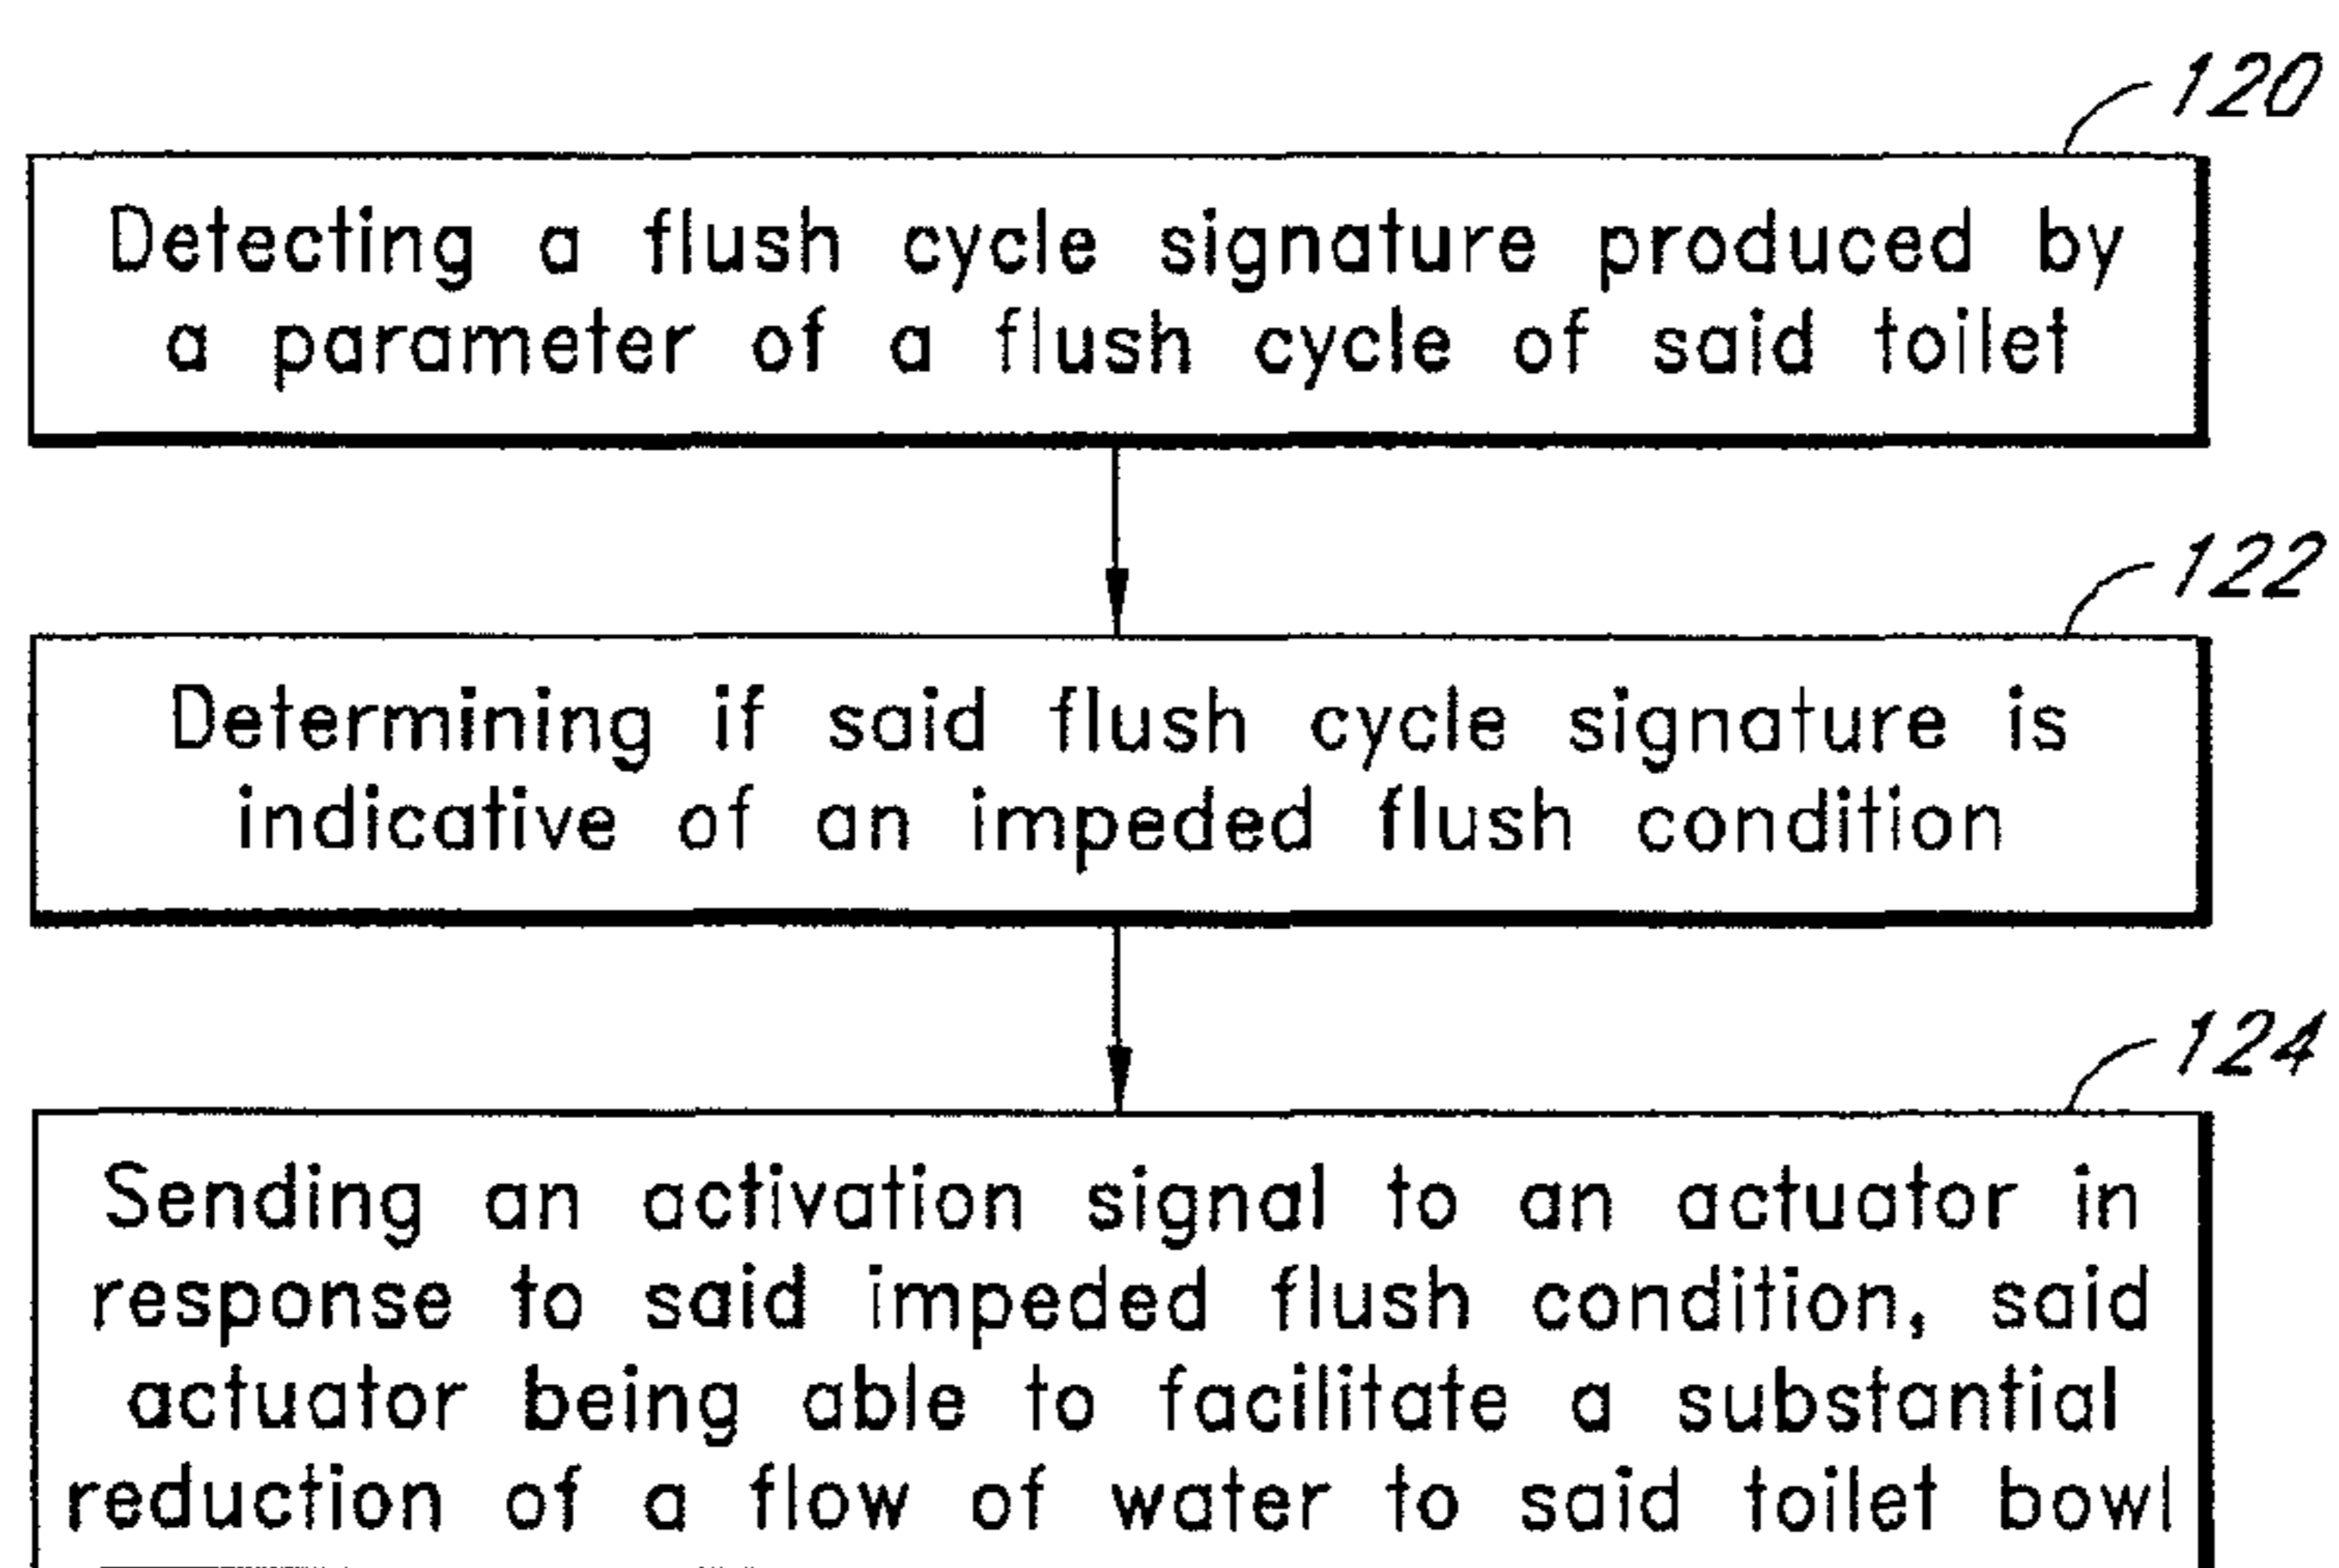 120
Detecting a flush cycle signature produced by
a parameter of a flush cycle of said toilet
122
Determining if said flush cycle signature is
indicative of an impeded flush condition
124
Sending an activation signal to an actuator in
response to said impeded flush condition, said
actuator being able to facilitate a substantial
reduction of a flow of water to said toilet bowl